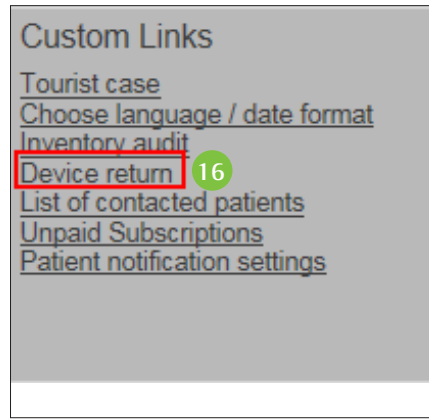 Custom Links
Tourist case
Choose language / date format
Inventory audit
Device return 16
List of contacted patients
Unpaid Subscriptions
Patient notification settings